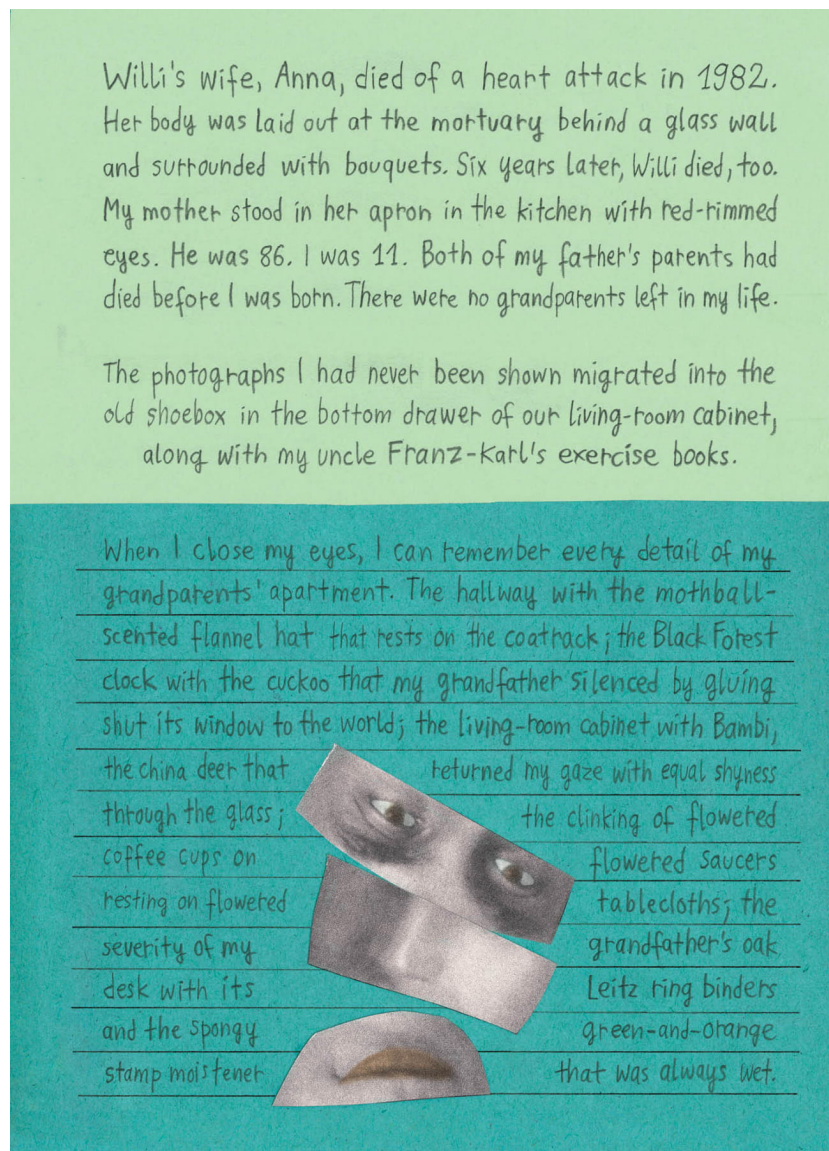 Willi's wife, Anna, died of a heart attack in 1982.
Her body was laid out at the mortuary behind a glass wall
and surrounded with bouquets. Six years later, Willi died, too.
My mother stood in her apron in the kitchen with red-rimmed
eyes. He was 86. I was 11. Both of my father's parents had
died before I was born. There were no grandparents left in my life.
The photographs I had never been shown migrated into the
old shoebox in the bottom drawer of our living-room cabinet,
along with my uncle Franz-Karl's exercise books.
When I close my eyes, I can remember every detail of my
grandparents' apartment. The hallway with the mothball-
scented flannel hat that rests on the coatrack; the Black Forest
clock with the cuckoo that my grandfather silenced by gluing
shut its window to the world; the living-room cabinet with Bambi,
the china deer that returned my gaze with equal shyness
through the glass; the clinking of flowered
coffee cups on flowered saucers
resting on flowered tablecloths; the
severity of my grandfather's oak
desk with its Leitz ring binders
and the spongy green-and-orange
stamp moistener that was always wet.